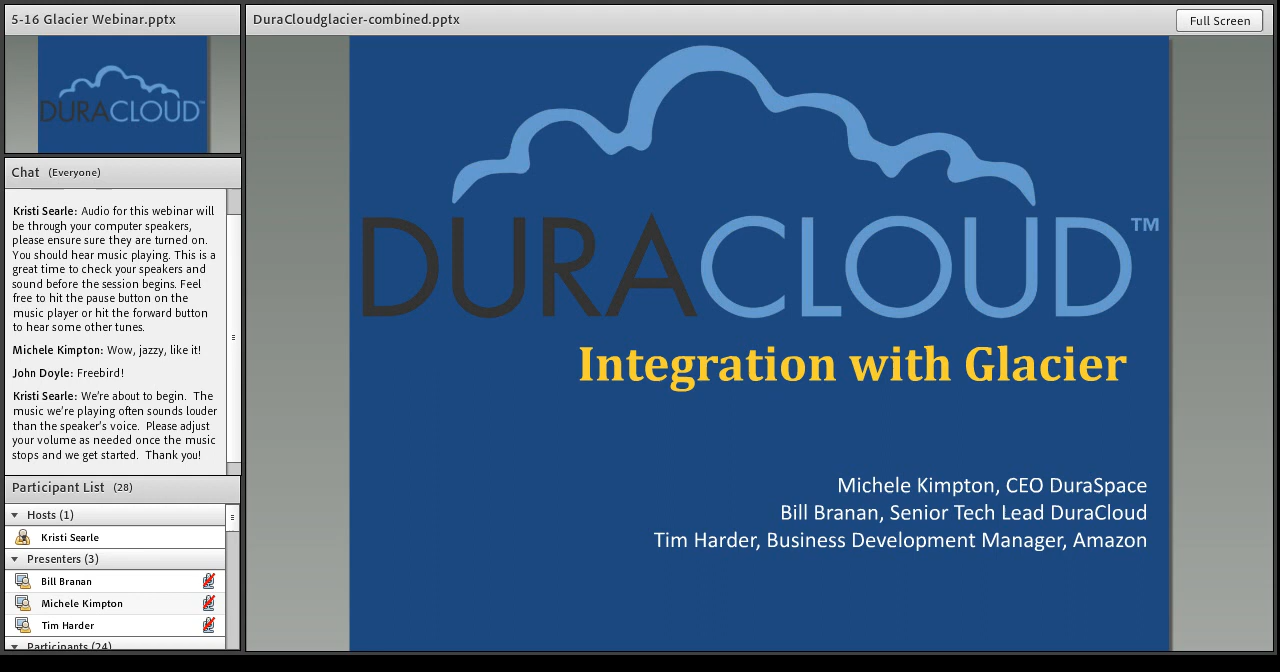 5-16 Glacier Webinar.pptx
DURACLOUD™
Chat (Everyone)
Kristi Searle: Audio for this webinar will
be through your computer speakers,
please ensure sure they are turned on.
You should hear music playing. This is a
great time to check your speakers and
sound before the session begins. Feel
free to hit the pause button on the
music player or hit the forward button
to hear some other tunes.
Michele Kimpton: Wow, jazzy, like it!
John Doyle: Freebird!
Kristi Searle: We're about to begin.  The
music we're playing often sounds louder
than the speaker's voice.  Please adjust
your volume as needed once the music
stops and we get started.  Thank you!
Participant List (28)
Hosts (1)
Kristi Searle
Presenters (3)
Bill Branan
Michele Kimpton
Tim Harder
Participants (24)
DuraCloudglacier-combined.pptx
Full Screen
DURACLOUD™
Integration with Glacier
Michele Kimpton, CEO DuraSpace
Bill Branan, Senior Tech Lead DuraCloud
Tim Harder, Business Development Manager, Amazon